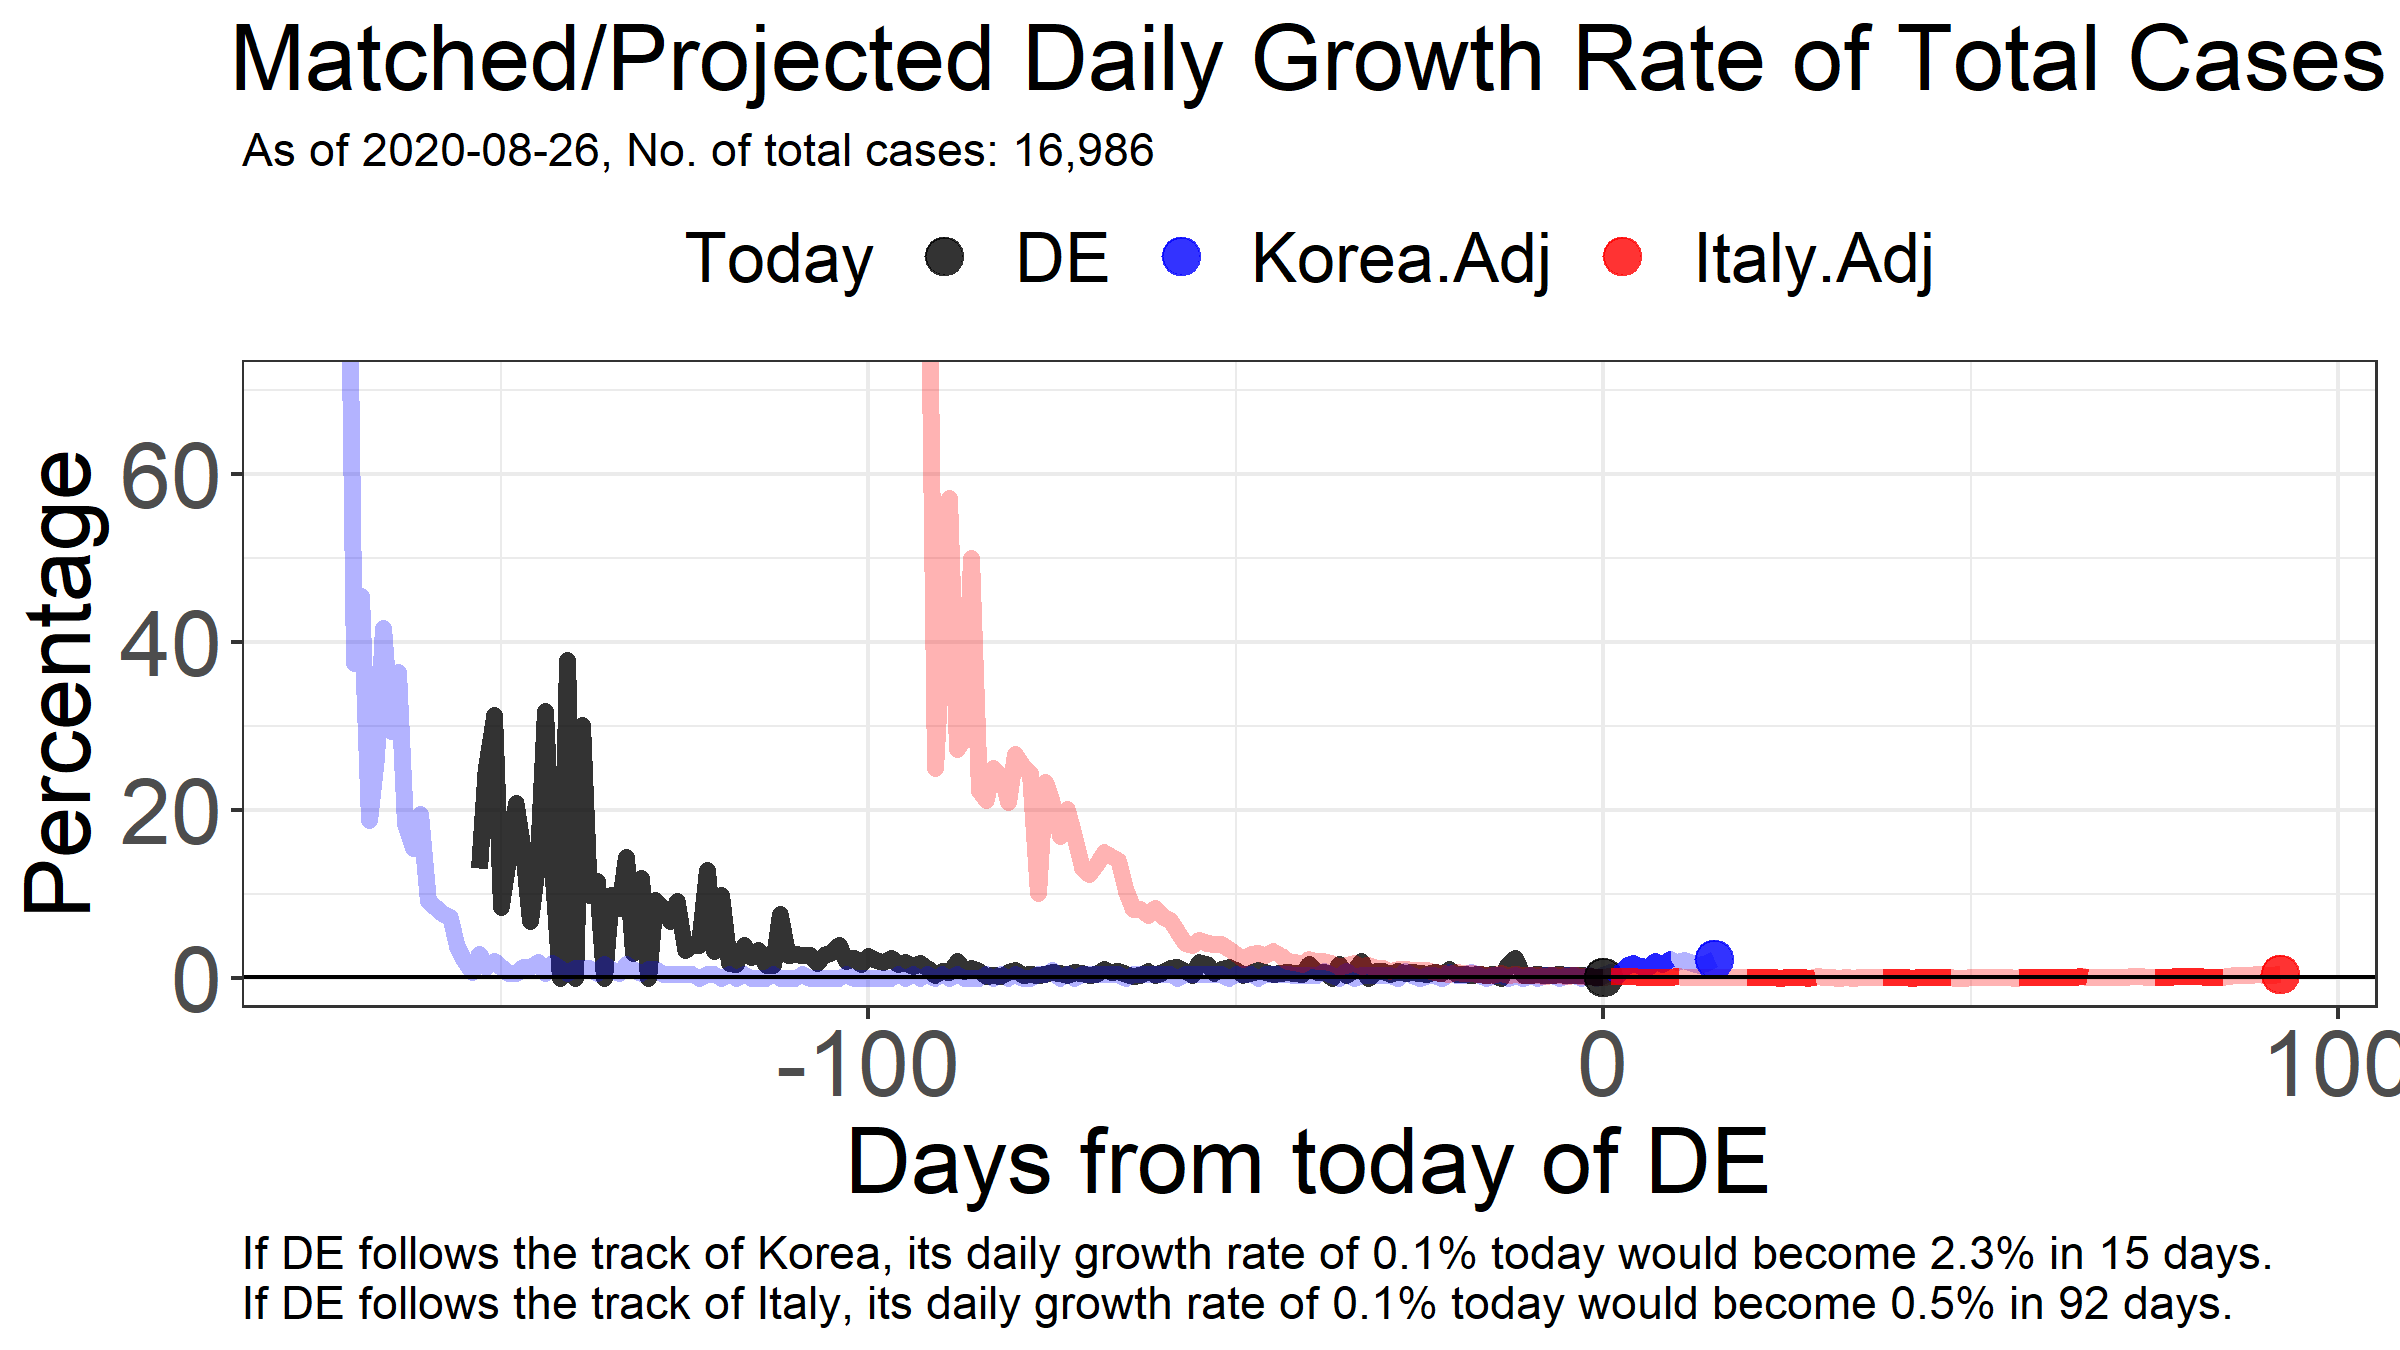 Matched/Projected Daily Growth Rate of Total Cases
As of 2020-08-26, No. of total cases: 16,986
Today DE Korea.Adj Italy.Adj
Percentage
60
40
20
0
-100 0 100
Days from today of DE
If DE follows the track of Korea, its daily growth rate of 0.1% today would become 2.3% in 15 days.
If DE follows the track of Italy, its daily growth rate of 0.1% today would become 0.5% in 92 days.